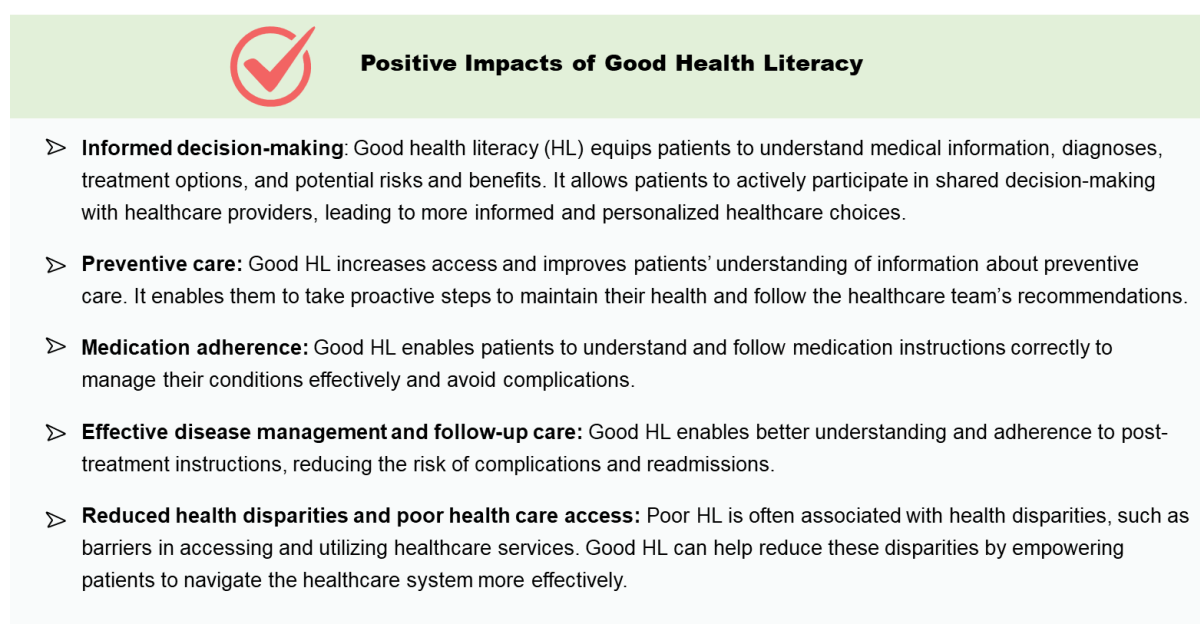 Positive Impacts of Good Health Literacy
Informed decision-making: Good health literacy (HL) equips patients to understand medical information, diagnoses,
treatment options, and potential risks and benefits. It allows patients to actively participate in shared decision-making
with healthcare providers, leading to more informed and personalized healthcare choices.
Preventive care: Good HL increases access and improves patients’ understanding of information about preventive
care. It enables them to take proactive steps to maintain their health and follow the healthcare team’s recommendations.
Medication adherence: Good HL enables patients to understand and follow medication instructions correctly to
manage their conditions effectively and avoid complications.
Effective disease management and follow-up care: Good HL enables better understanding and adherence to post-
treatment instructions, reducing the risk of complications and readmissions.
Reduced health disparities and poor health care access: Poor HL is often associated with health disparities, such as
barriers in accessing and utilizing healthcare services. Good HL can help reduce these disparities by empowering
patients to navigate the healthcare system more effectively.